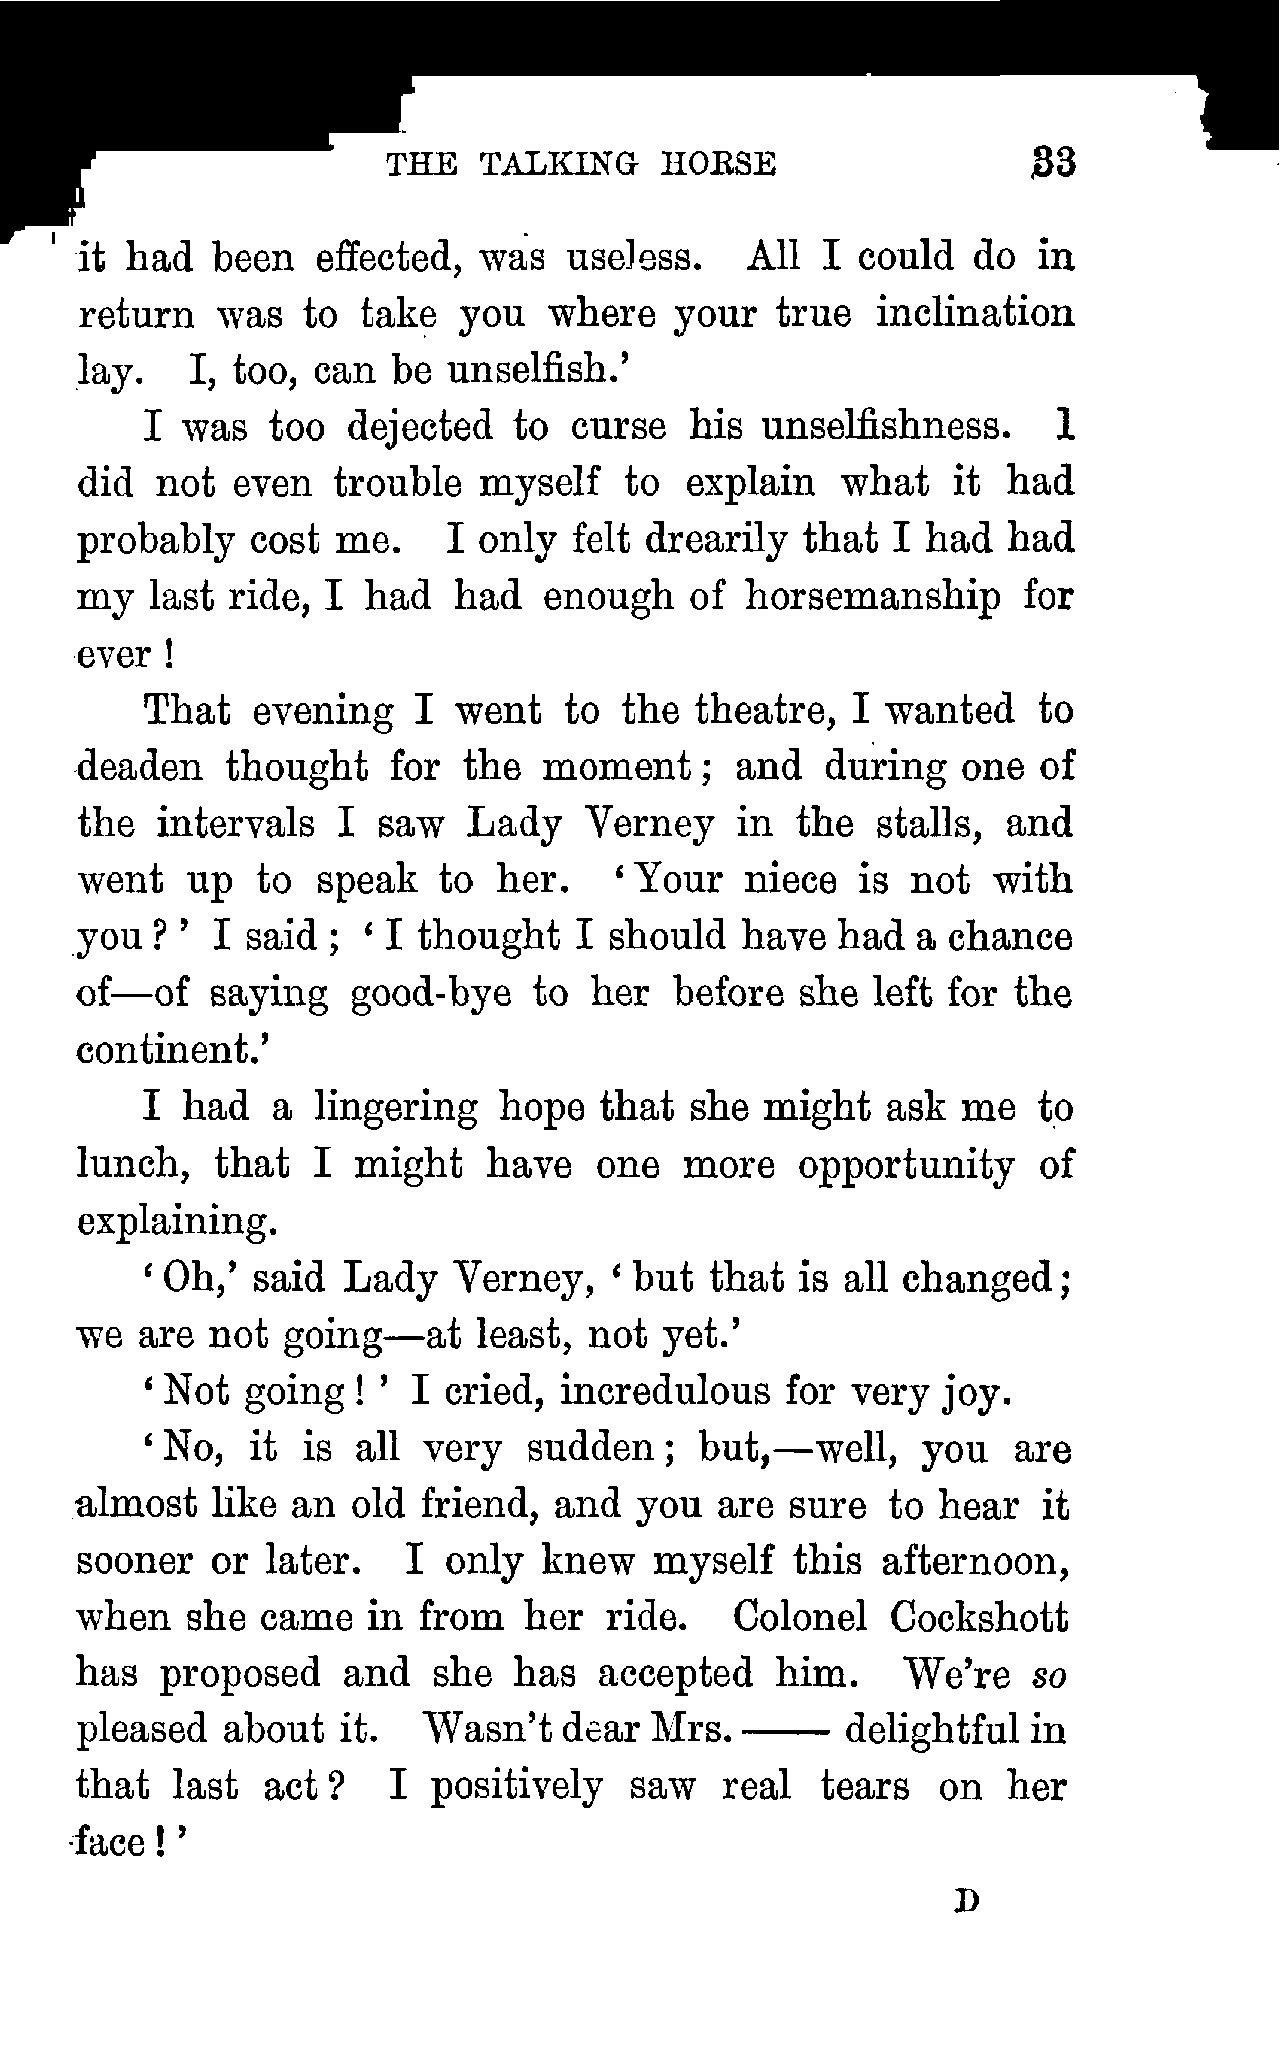 THE TALKING HORSE 33
it had been effected, was useless. All I could do in
return was to take you where your true inclination
lay. I, too, can be unselfish.’
I was too dejected to curse his unselfishness. I
did not even trouble myself to explain what it had
probably cost me. I only felt drearily that I had had
my last ride, I had had enough of horsemanship for
ever !
That evening I went to the theatre, I wanted to
deaden thought for the moment ; and during one of
the intervals I saw Lady Verney in the stalls, and
went up to speak to her. ‘ Your niece is not with
you ? ’ I said ; ‘ I thought I should have had a chance
of—of saying good-bye to her before she left for the
continent.’
I had a lingering hope that she might ask me to
lunch, that I might have one more opportunity of
explaining.
‘ Oh,’ said Lady Verney, ‘ but that is all changed ;
we are not going—at least, not yet.’
‘ Not going ! ’ I cried, incredulous for very joy.
‘ No, it is all very sudden ; but,—well, you are
almost like an old friend, and you are sure to hear it
sooner or later. I only knew myself this afternoon,
when she came in from her ride. Colonel Cockshott
has proposed and she has accepted him. We’re so
pleased about it. Wasn’t dear Mrs. —— delightful in
that last act ? I positively saw real tears on her
face ! ’
D